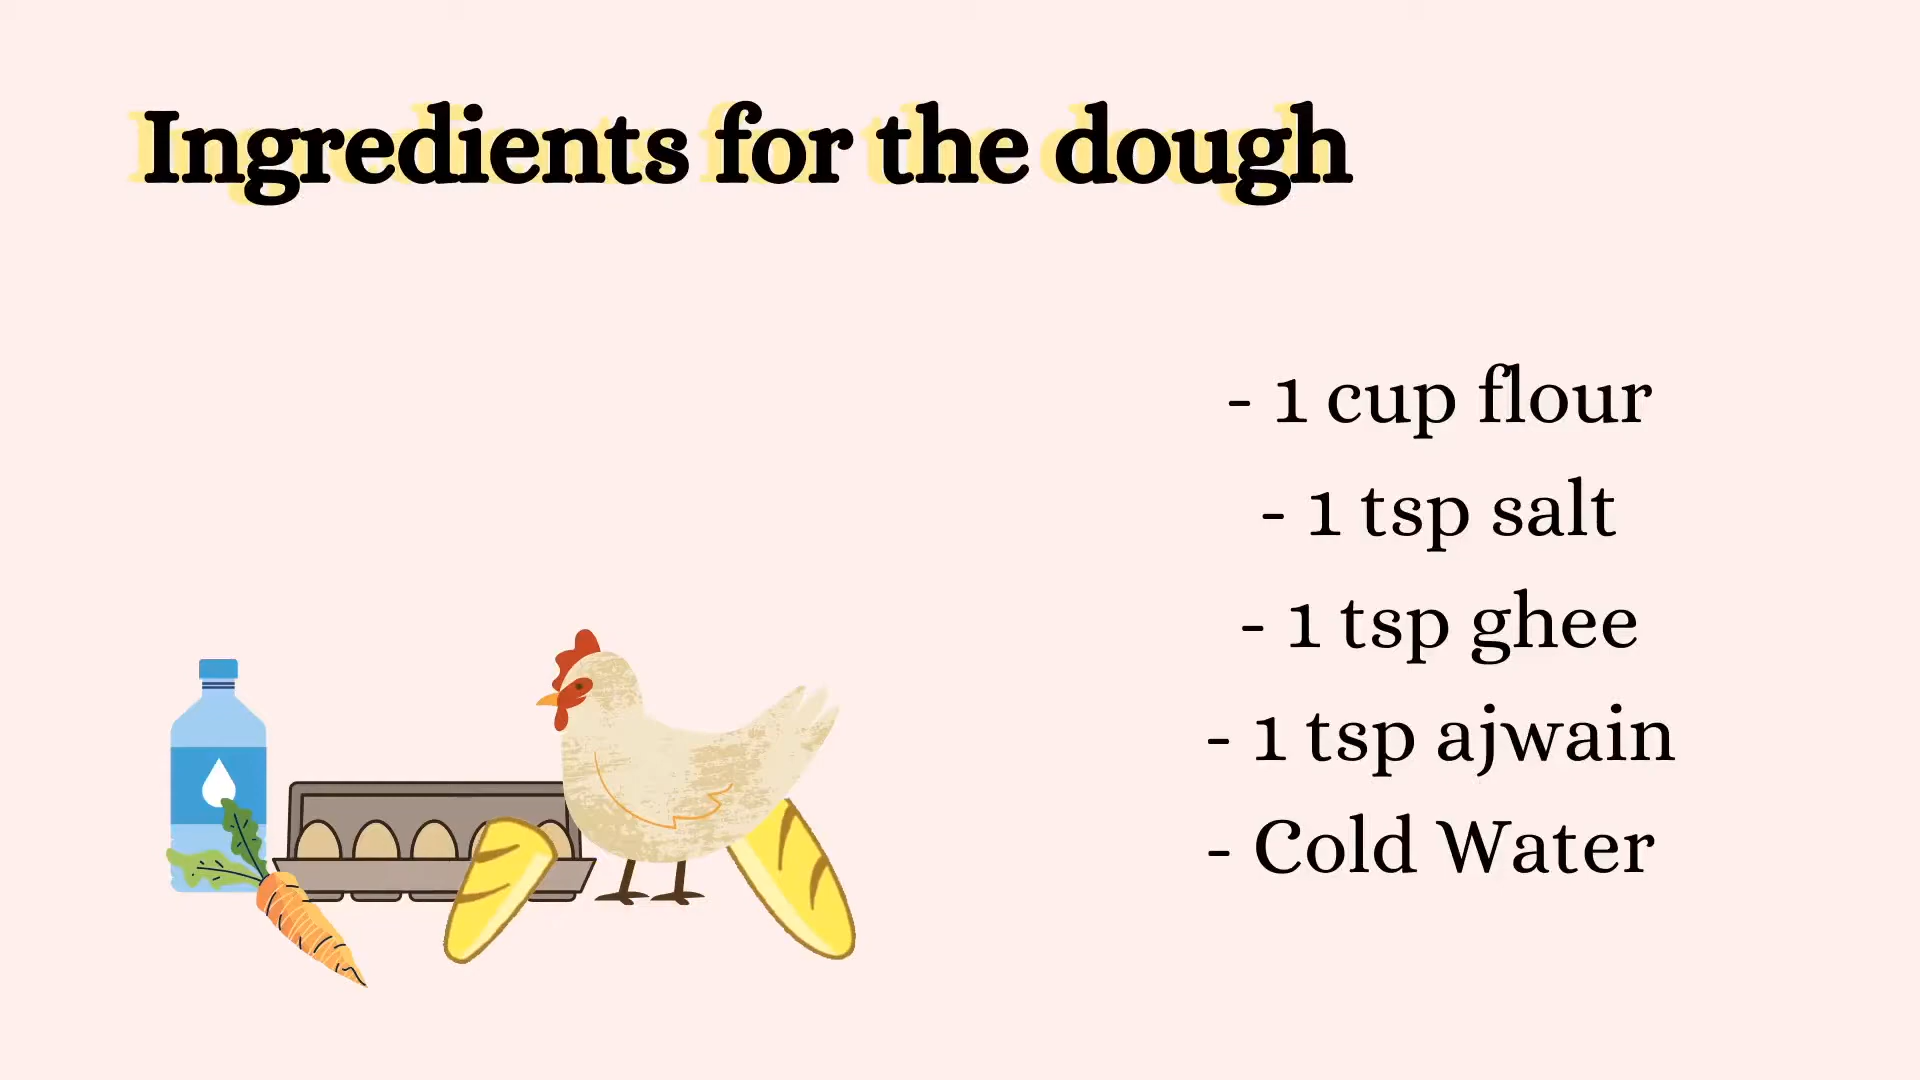 Ingredients for the dough
- 1 cup flour
- 1 tsp salt
- 1 tsp ghee
- 1 tsp ajwain
- Cold Water